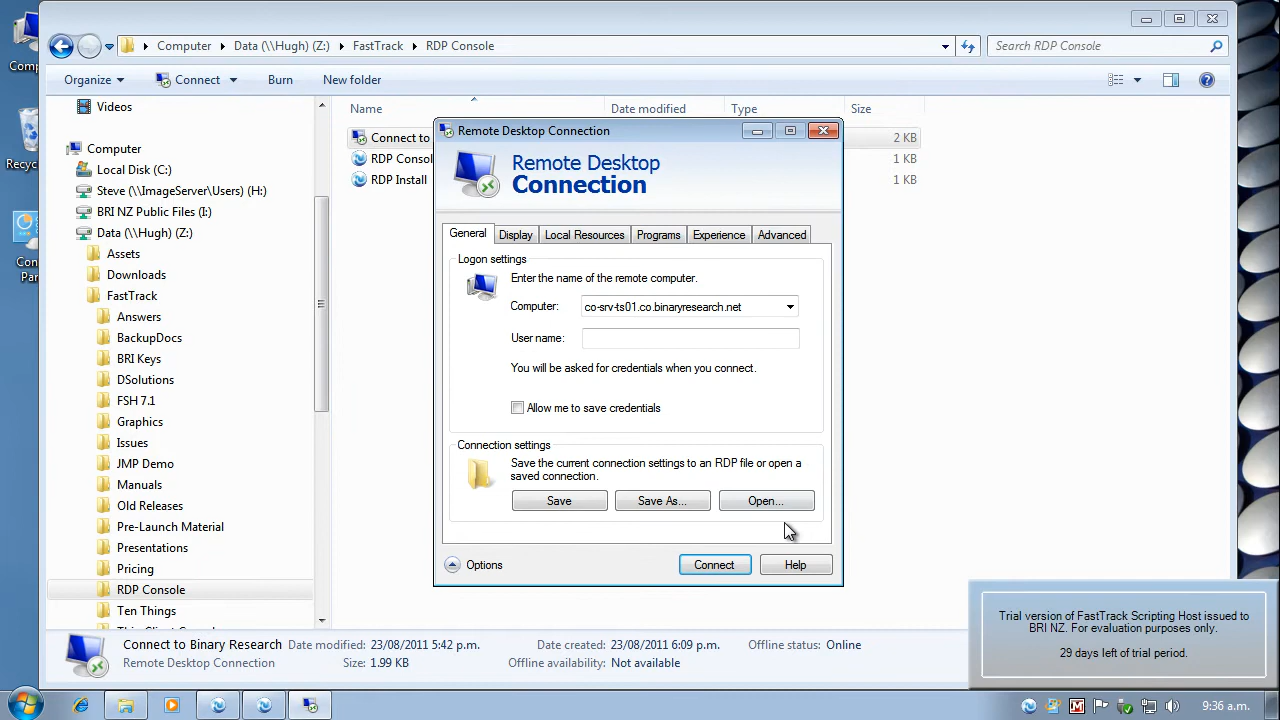 Comp
Recyc
Con
Pan
Computer
Data (\\Hugh) (Z:)
FastTrack
RDP Console
Search RDP Console
Organize
Connect
Burn
New folder
Name
Date modified
Type
Size
Videos
Computer
Local Disk (C:)
Steve (\\ImageServer\Users) (H:)
BRI NZ Public Files (I:)
Data (\\Hugh) (Z:)
Assets
Downloads
FastTrack
Answers
BackupDocs
BRI Keys
DSolutions
FSH 7.1
Graphics
Issues
JMP Demo
Manuals
Old Releases
Pre-Launch Material
Presentations
Pricing
RDP Console
Ten Things
Connect to
2 KB
RDP Consol
1 KB
RDP Install
1 KB
Remote Desktop Connection
Remote Desktop
Connection
General
Display
Local Resources
Programs
Experience
Advanced
Logon settings
Enter the name of the remote computer.
Computer:
co-srv-ts01.co.binaryresearch.net
User name:
You will be asked for credentials when you connect.
Allow me to save credentials
Connection settings
Save the current connection settings to an RDP file or open a
saved connection.
Save
Save As...
Open...
Options
Connect
Help
Connect to Binary Research
Date modified: 23/08/2011 5:42 p.m.
Date created: 23/08/2011 6:09 p.m.
Offline status: Online
Remote Desktop Connection
Size: 1.99 KB
Offline availability: Not available
Trial version of FastTrack Scripting Host issued to
BRI NZ. For evaluation purposes only.
29 days left of trial period.
9:36 a.m.